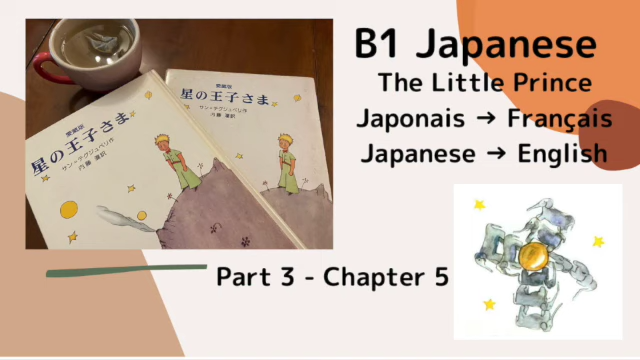 B1 Japanese
The Little Prince
Japonais → Français
Japanese → English
愛蔵版
星の王子さま
サン=テグジュペリ作
内藤 濯訳
愛蔵版
星の王子さま
サン=テグジュペリ作
内藤 濯訳
Part 3 - Chapter 5